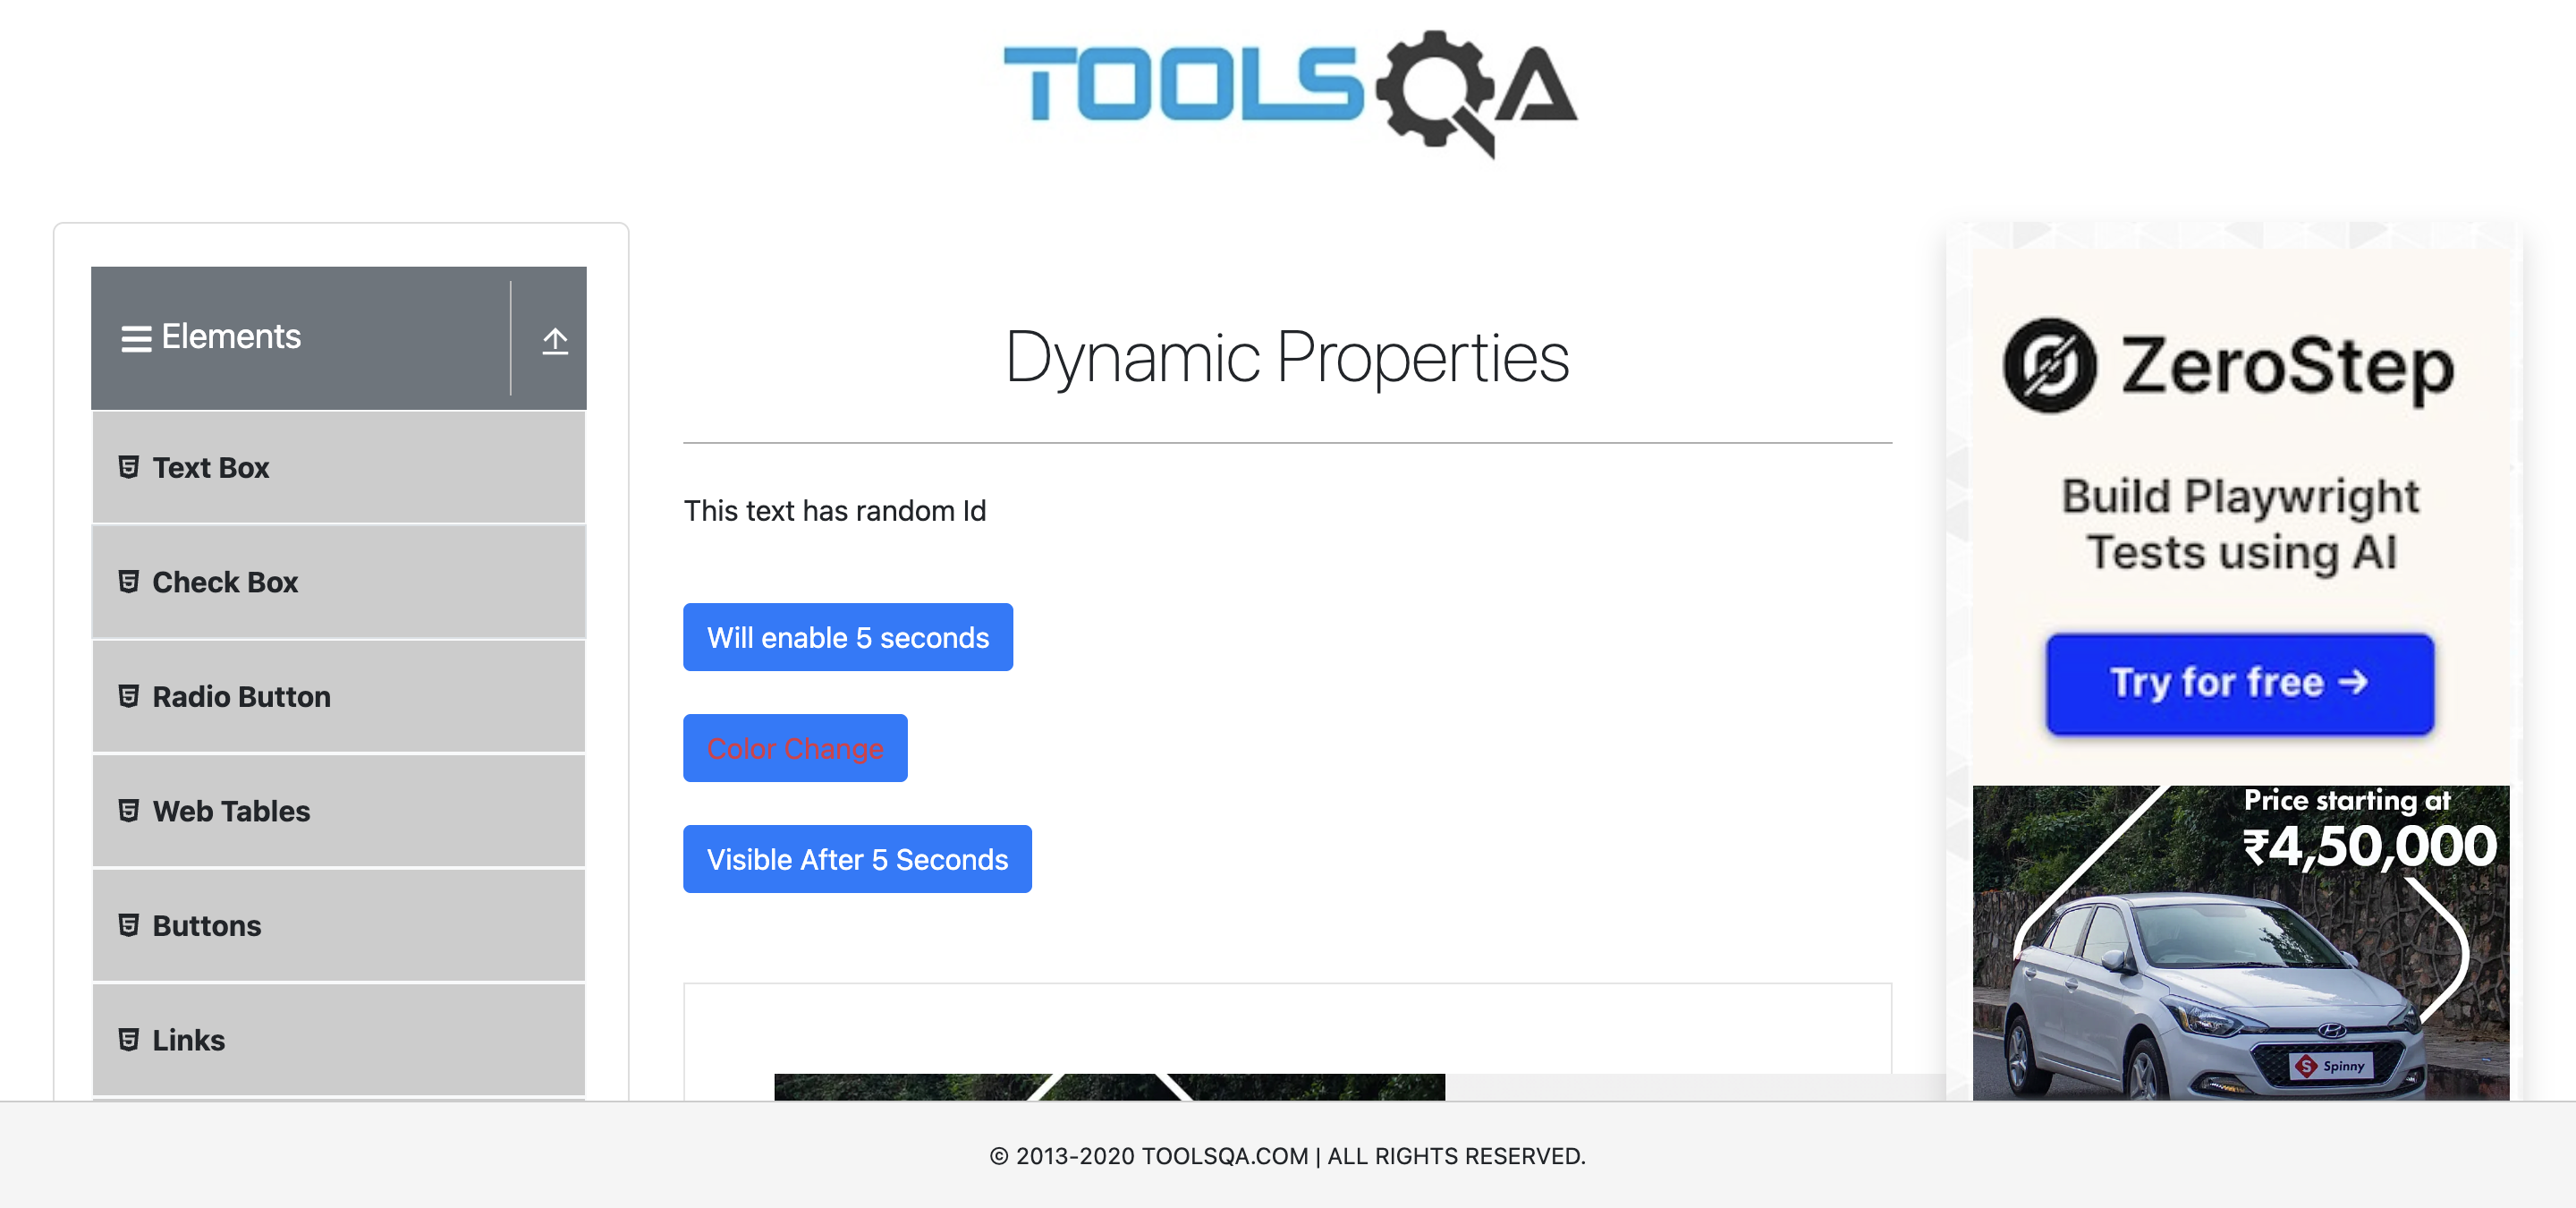 TOOLSQA
Elements
Text Box
Check Box
Radio Button
Web Tables
Buttons
Links
Dynamic Properties
This text has random Id
Will enable 5 seconds
Color Change
Visible After 5 Seconds
ZeroStep
Build Playwright
Tests using AI
Try for free →
Price starting at
₹4,50,000
S Spinny
© 2013-2020 TOOLSQA.COM | ALL RIGHTS RESERVED.